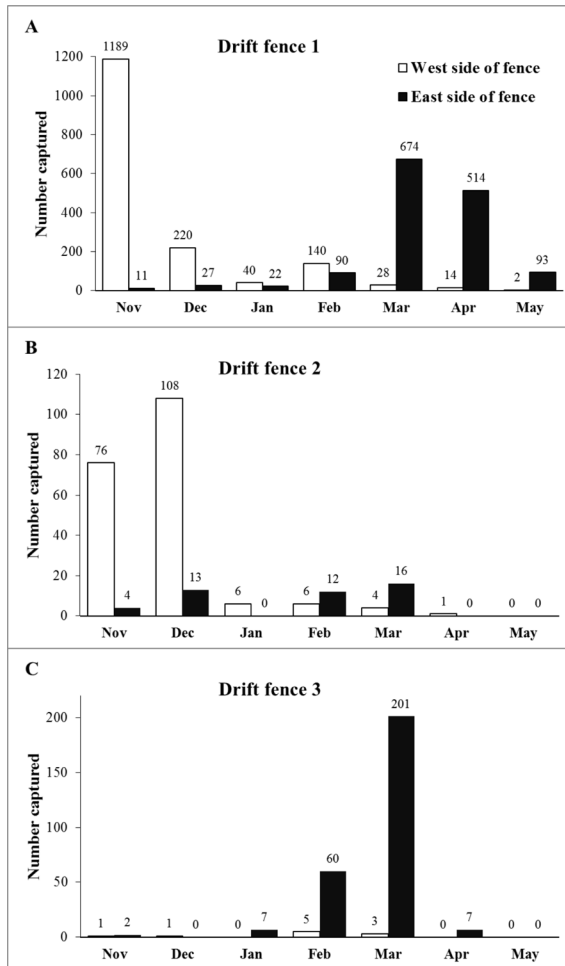 A
Drift fence 1
West side of fence
East side of fence
Number captured
1200
1000
800
600
400
200
0
1189 11 220 27 40 22 140 90 28 674 14 514 2 93
Nov Dec Jan Feb Mar Apr May
B
Drift fence 2
Number captured
120
100
80
60
40
20
0
76 4 108 13 6 0 6 12 4 16 1 0 0 0
Nov Dec Jan Feb Mar Apr May
C
Drift fence 3
Number captured
200
150
100
50
0
1 2 1 0 0 7 5 60 3 201 0 7 0 0
Nov Dec Jan Feb Mar Apr May